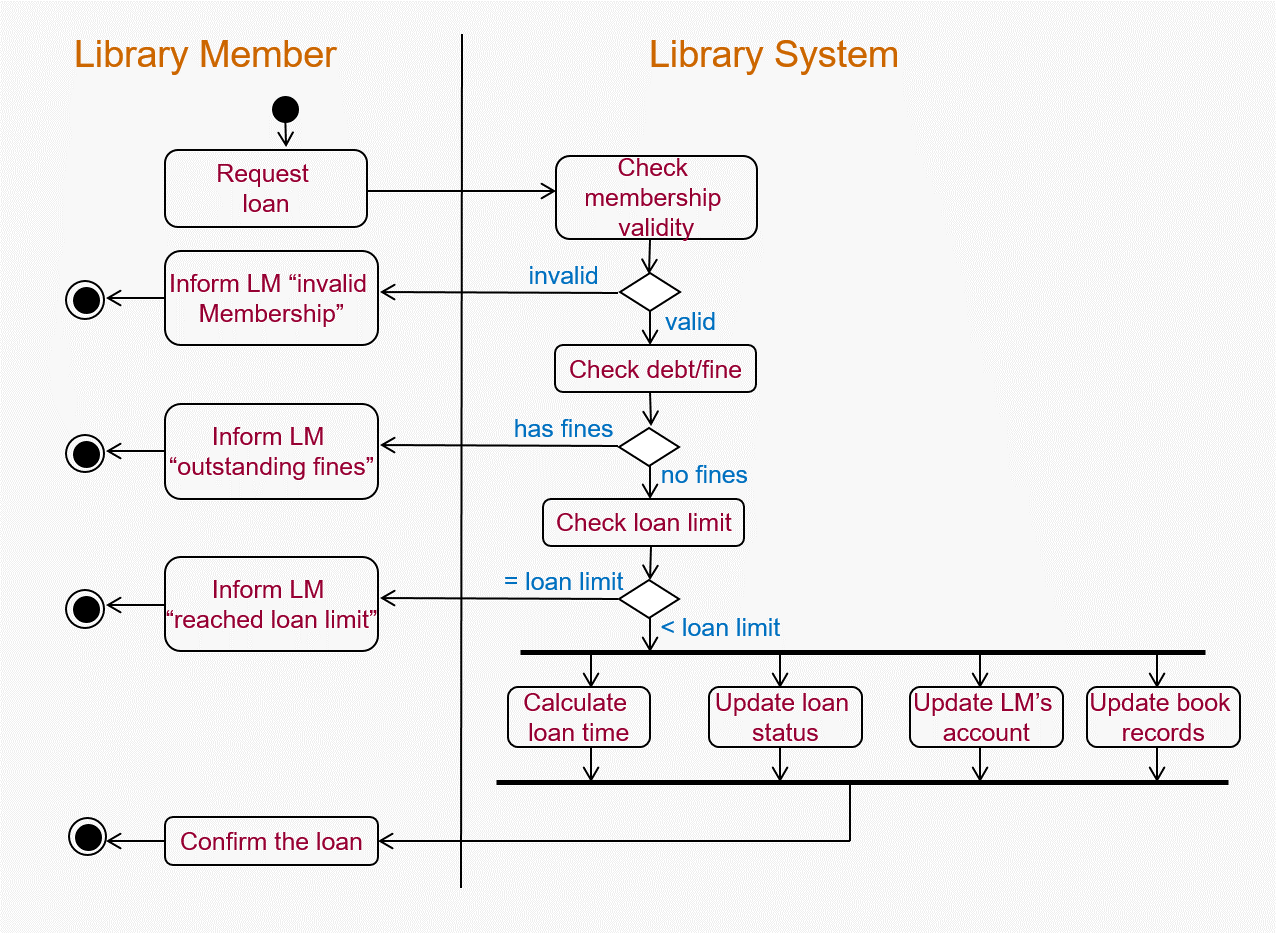 Library Member
Library System
Request
loan
Check
membership
validity
Inform LM “invalid
Membership”
invalid
valid
Check debt/fine
Inform LM
“outstanding fines”
has fines
no fines
Check loan limit
Inform LM
“reached loan limit”
= loan limit
< loan limit
Calculate
loan time
Update loan
status
Update LM’s
account
Update book
records
Confirm the loan